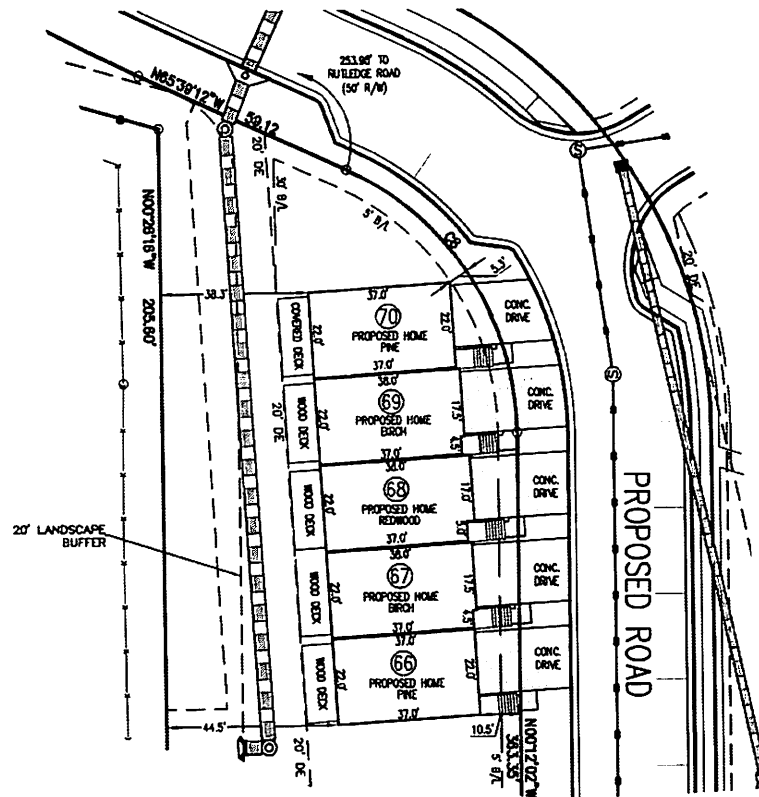 253.96' TO
RUTLEDGE ROAD
(50' R/W)
N65°39'12"W
59.12
20' DE
30' B/L
5' B/L
C8
5.3'
20' DE
N00°28'18"W 205.60'
38.3'
37.0'
COVERED DECK
22.0'
70
PROPOSED HOME
PINE
22.0'
CONC.
DRIVE
37.0'
38.0'
20' DE
WOOD DECK
22.0'
69
PROPOSED HOME
BIRCH
17.5'
4.5'
CONC.
DRIVE
37.0'
38.0'
WOOD DECK
22.0'
68
PROPOSED HOME
REDWOOD
17.0'
5.0'
CONC.
DRIVE
37.0'
38.0'
WOOD DECK
22.0'
67
PROPOSED HOME
BIRCH
17.5
4.5'
CONC.
DRIVE
37.0'
37.0'
WOOD DECK
22.0'
66
PROPOSED HOME
PINE
22.0'
CONC.
DRIVE
37.0'
20' LANDSCAPE
BUFFER
PROPOSED ROAD
44.5'
20' DE
10.5'
5' B/L
N00°12'02"W
S
S